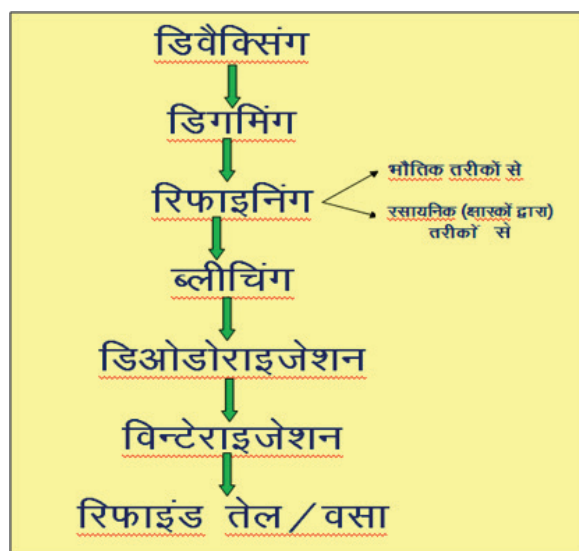 डिवैक्सिंग
डिगमिंग
रिफाइनिंग
भौतिक तरीकों से
रसायनिक (क्षारकों द्वारा)
तरीकों से
ब्लीचिंग
डिओडोराइजेशन
विन्टेराइजेशन
रिफाइंड तेल / वसा